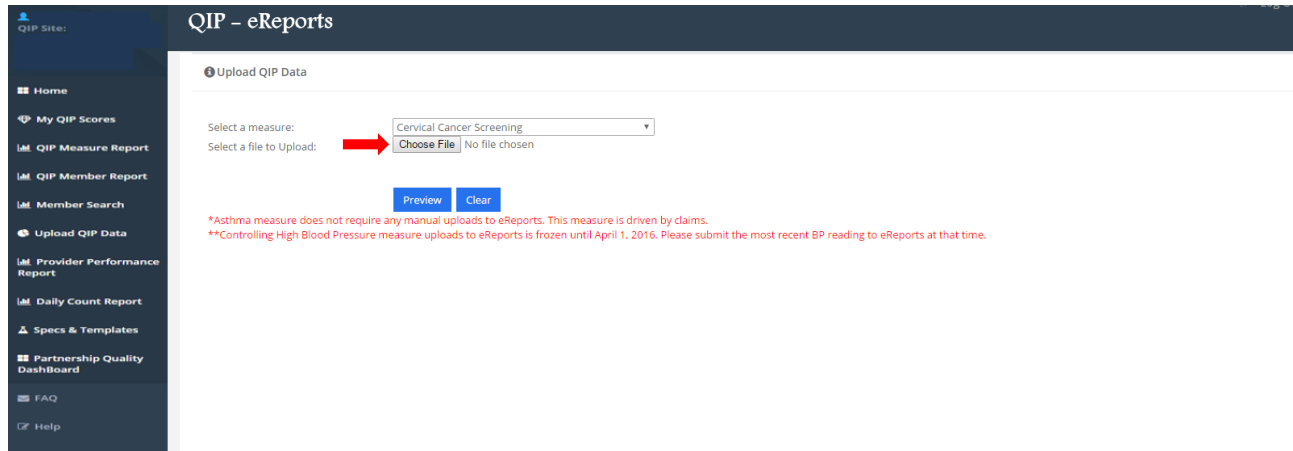 QIP Site:
QIP – eReports
Upload QIP Data
Home
My QIP Scores
QIP Measure Report
QIP Member Report
Member Search
Upload QIP Data
Provider Performance
Report
Daily Count Report
Specs & Templates
Partnership Quality
DashBoard
FAQ
Help
Select a measure:
Cervical Cancer Screening
Select a file to Upload:
Choose File No file chosen
Preview Clear
*Asthma measure does not require any manual uploads to eReports. This measure is driven by claims.
**Controlling High Blood Pressure measure uploads to eReports is frozen until April 1, 2016. Please submit the most recent BP reading to eReports at that time.